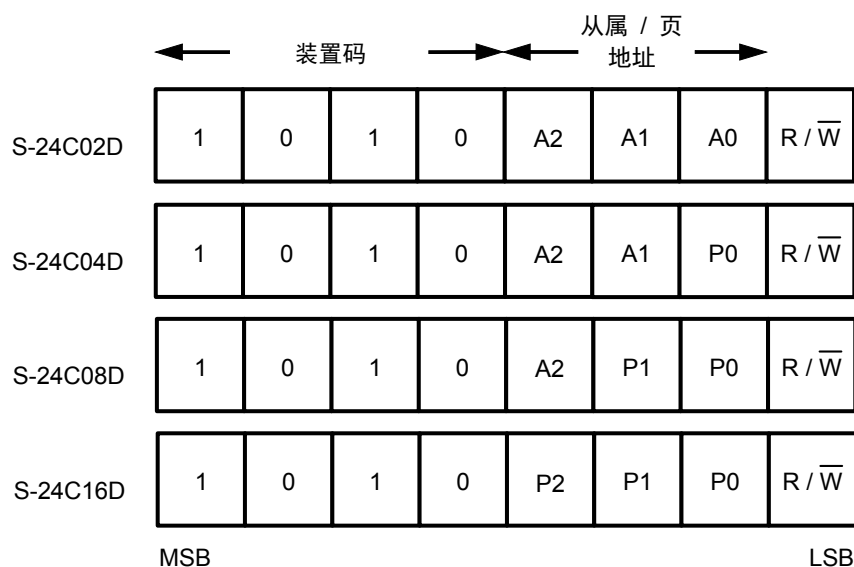 从属 / 页
装置码 地址
S-24C02D 1 0 1 0 A2 A1 A0 R / W̅
S-24C04D 1 0 1 0 A2 A1 P0 R / W̅
S-24C08D 1 0 1 0 A2 P1 P0 R / W̅
S-24C16D 1 0 1 0 P2 P1 P0 R / W̅
MSB LSB